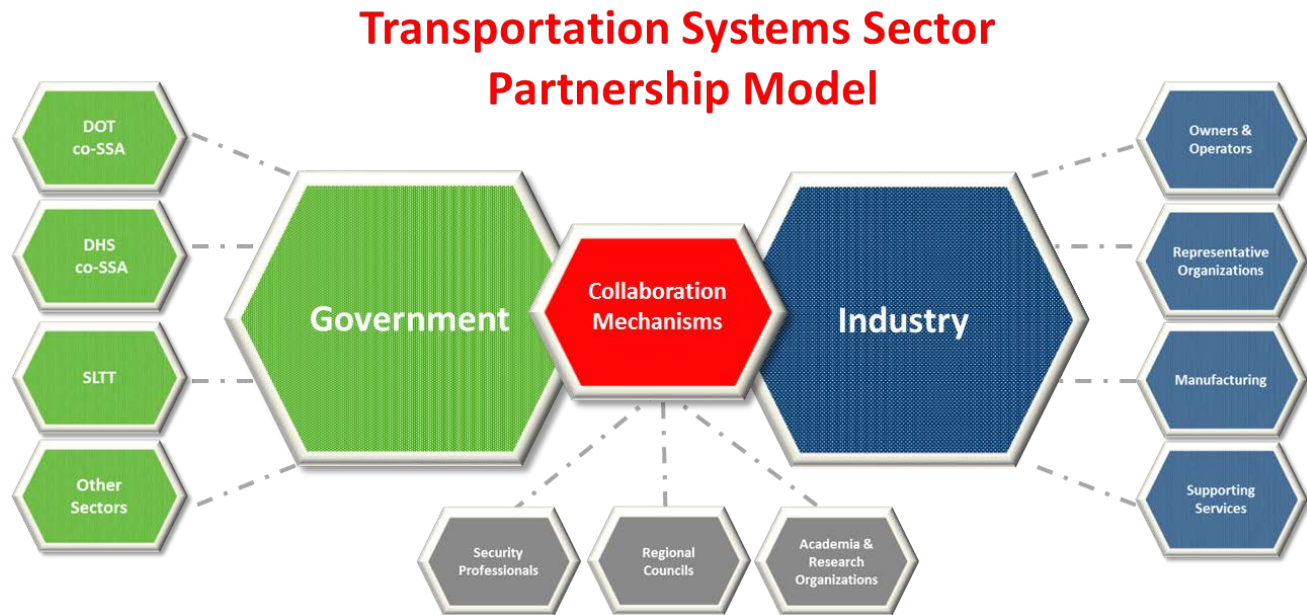 Transportation Systems Sector
Partnership Model
DOT
co-SSA
DHS
co-SSA
SLTT
Other
Sectors
Government
Collaboration
Mechanisms
Industry
Owners &
Operators
Representative
Organizations
Manufacturing
Supporting
Services
Security
Professionals
Regional
Councils
Academia &
Research
Organizations